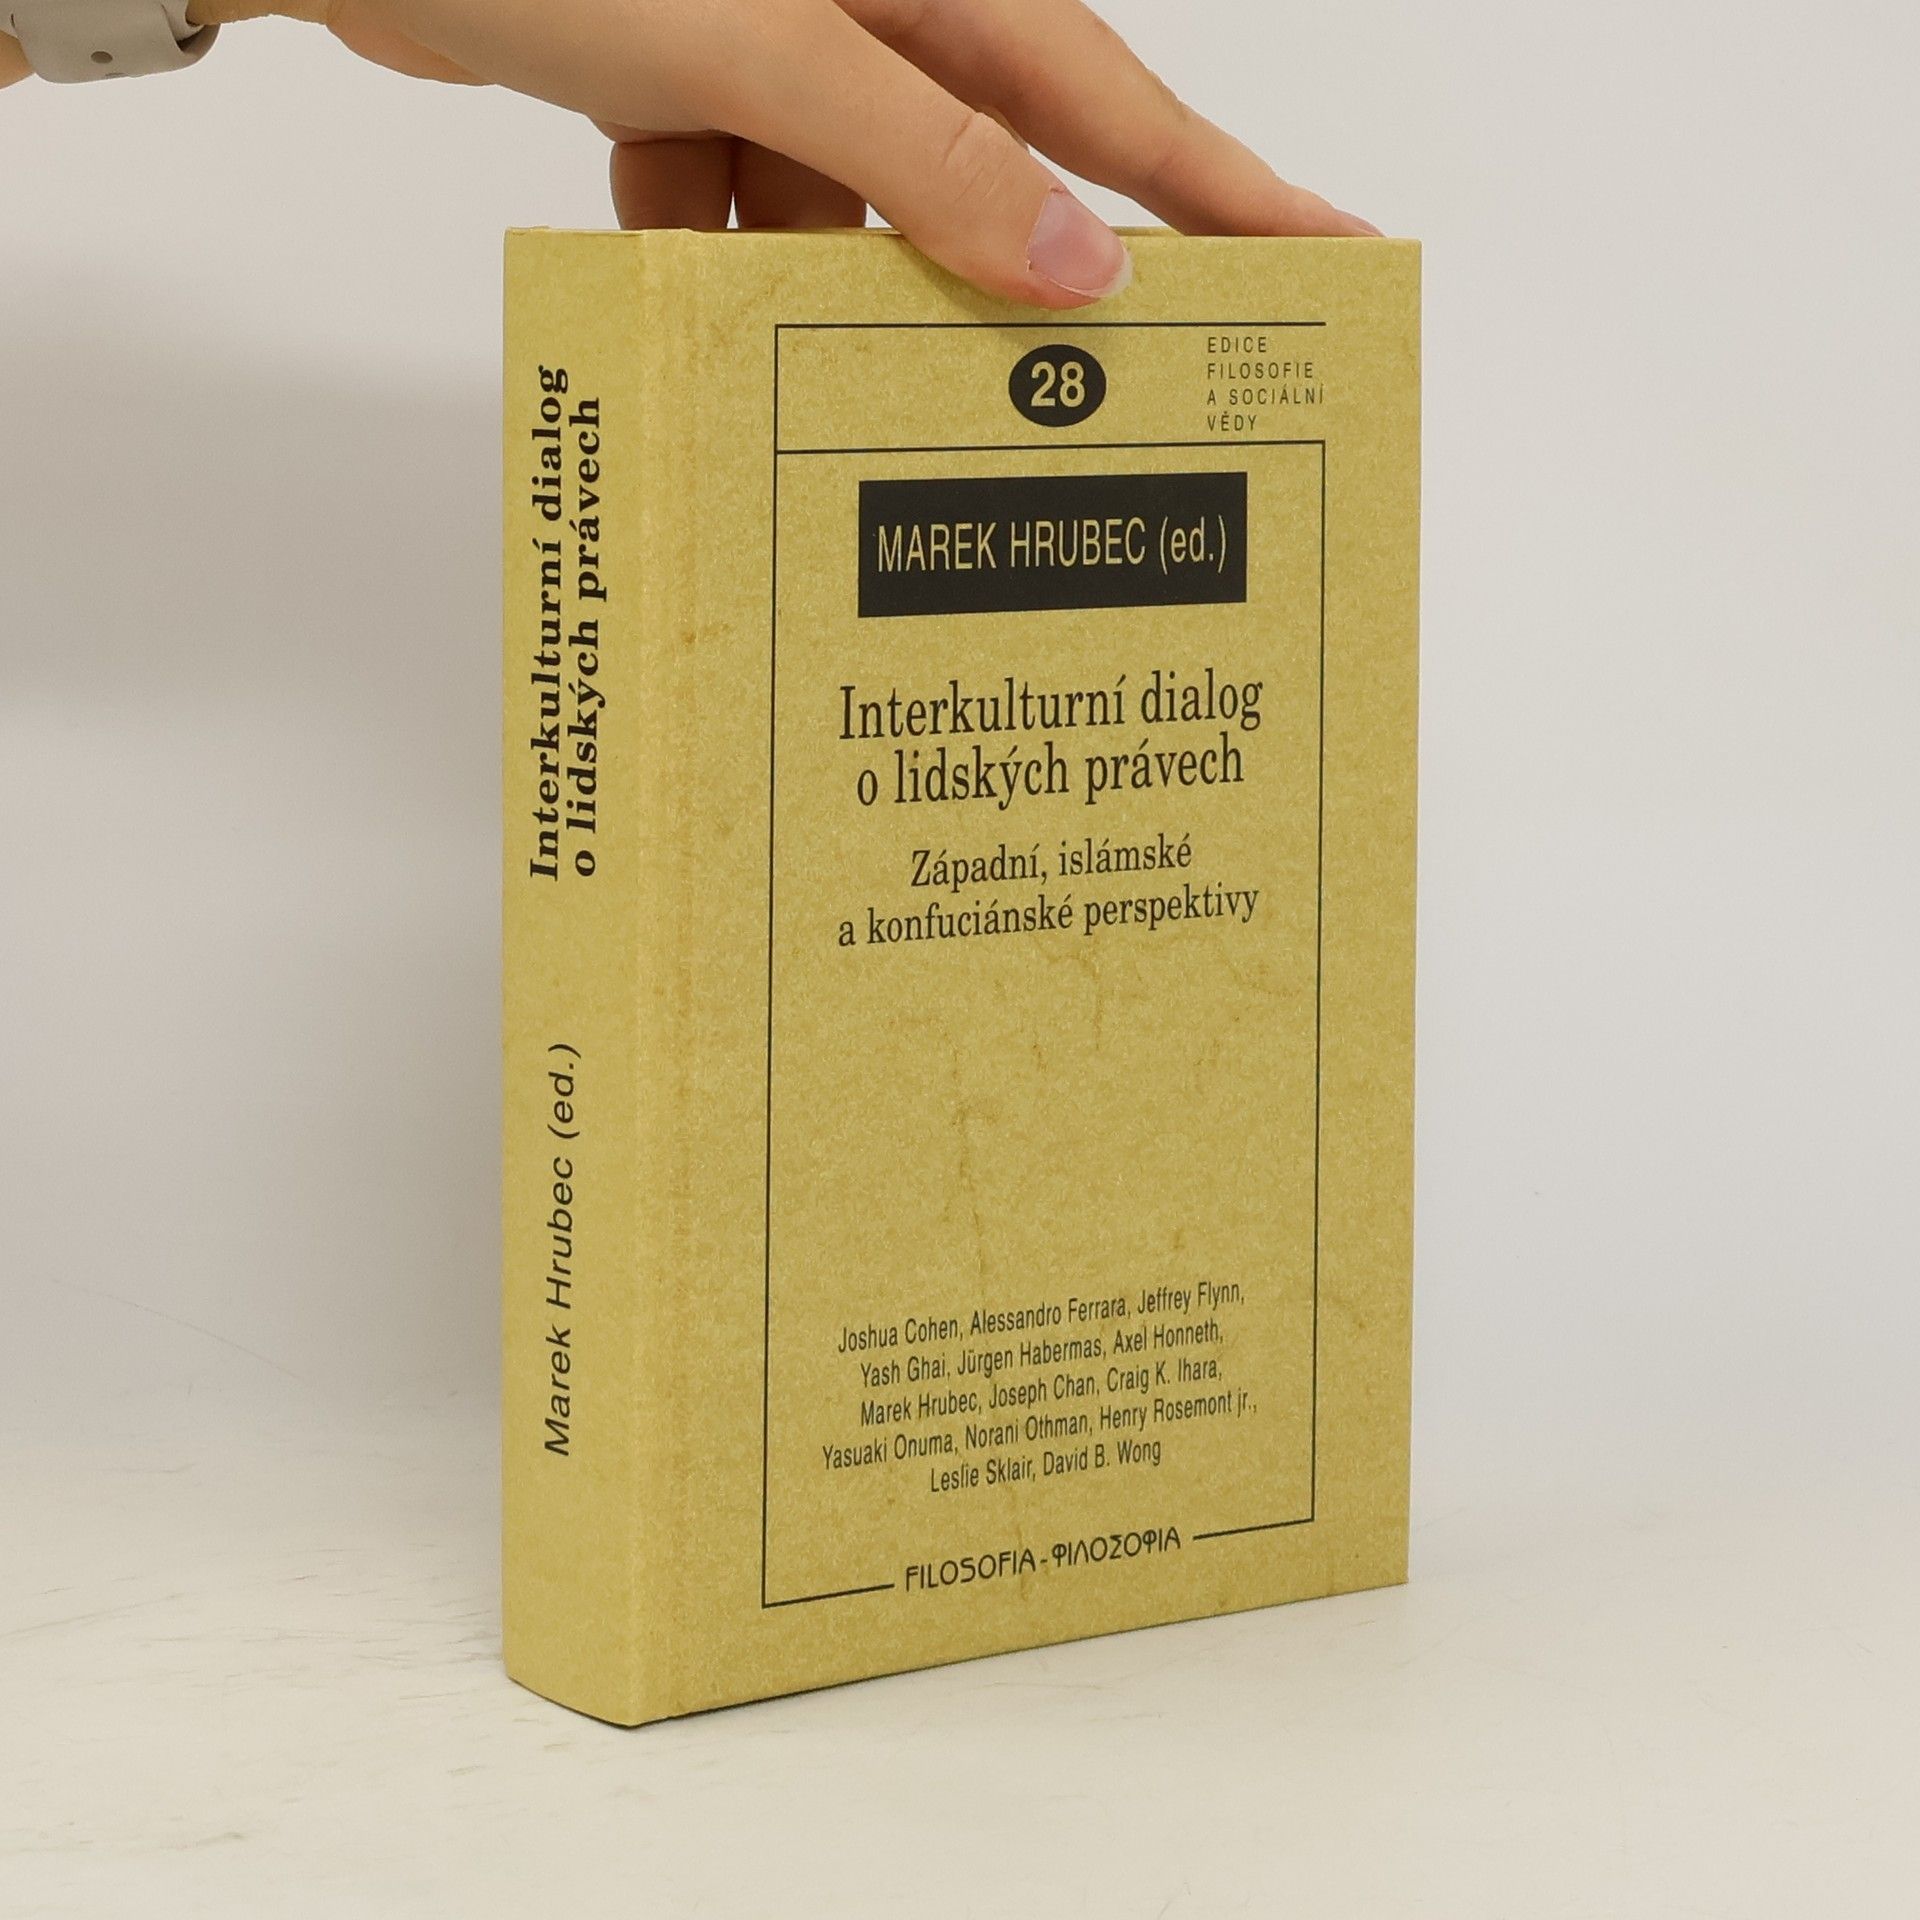 Interkulturní dialog
o lidských právech
Marek Hrubec (ed.)
28
EDICE
FILOSOFIE
A SOCIÁLNÍ
VĚDY
MAREK HRUBEC (ed.)
Interkulturní dialog
o lidských právech
Západní, islámské
a konfuciánské perspektivy
Joshua Cohen, Alessandro Ferrara, Jeffrey Flynn,
Yash Ghai, Jürgen Habermas, Axel Honneth,
Marek Hrubec, Joseph Chan, Craig K. Ihara,
Yasuaki Onuma, Norani Othman, Henry Rosemont jr.,
Leslie Sklair, David B. Wong
FILOSOFIA - ΦΙΛΟΣΟΦΙΑ